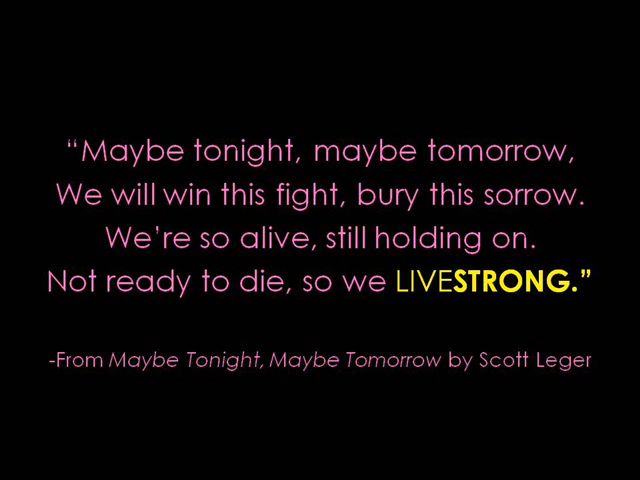 “Maybe tonight, maybe tomorrow,
We will win this fight, bury this sorrow.
We’re so alive, still holding on.
Not ready to die, so we LIVESTRONG.”
-From Maybe Tonight, Maybe Tomorrow by Scott Leger